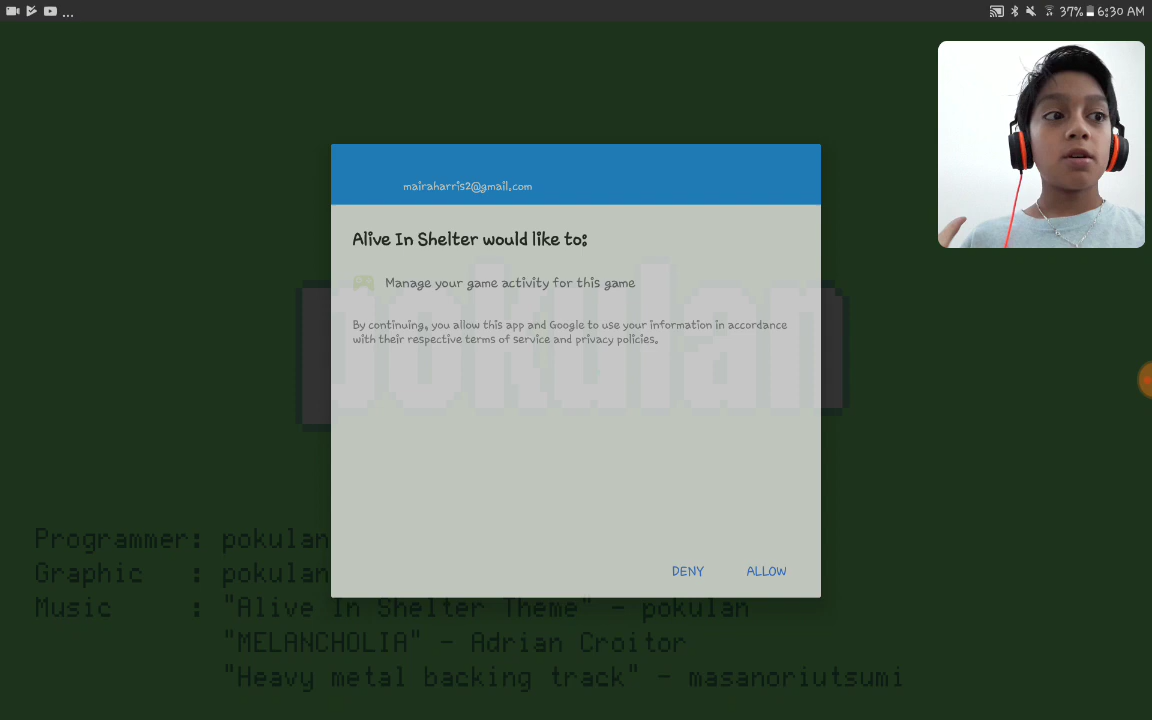 ... 37% 6:30 AM
mairaharris2@gmail.com
Alive In Shelter would like to:
Manage your game activity for this game
By continuing, you allow this app and Google to use your information in accordance
with their respective terms of service and privacy policies.
pokulan
DENY ALLOW
Programmer: pokulan
Graphic : pokulan
Music : "Alive In Shelter Theme" - pokulan
"MELANCHOLIA" - Adrian Croitor
"Heavy metal backing track" - masanoriutsumi